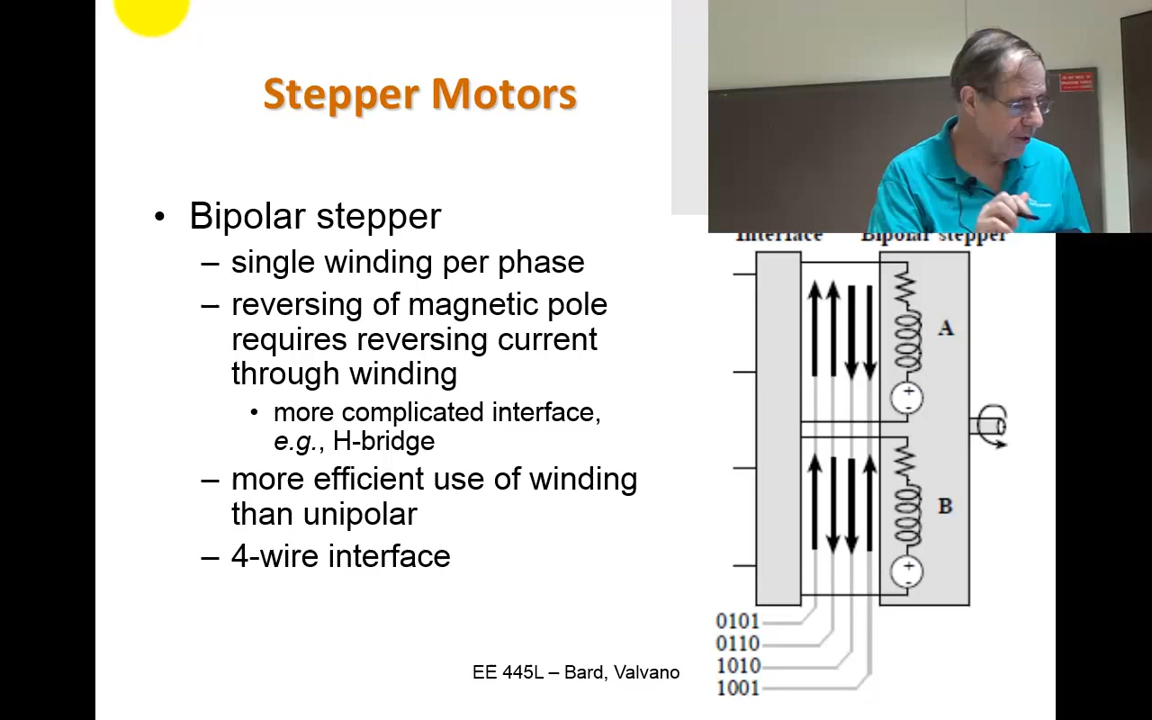 Stepper Motors
• Bipolar stepper
– single winding per phase
– reversing of magnetic pole
requires reversing current
through winding
• more complicated interface,
e.g., H-bridge
– more efficient use of winding
than unipolar
– 4-wire interface
Interface Bipolar stepper
A
+
-
B
+
-
0101
0110
1010
1001
EE 445L – Bard, Valvano